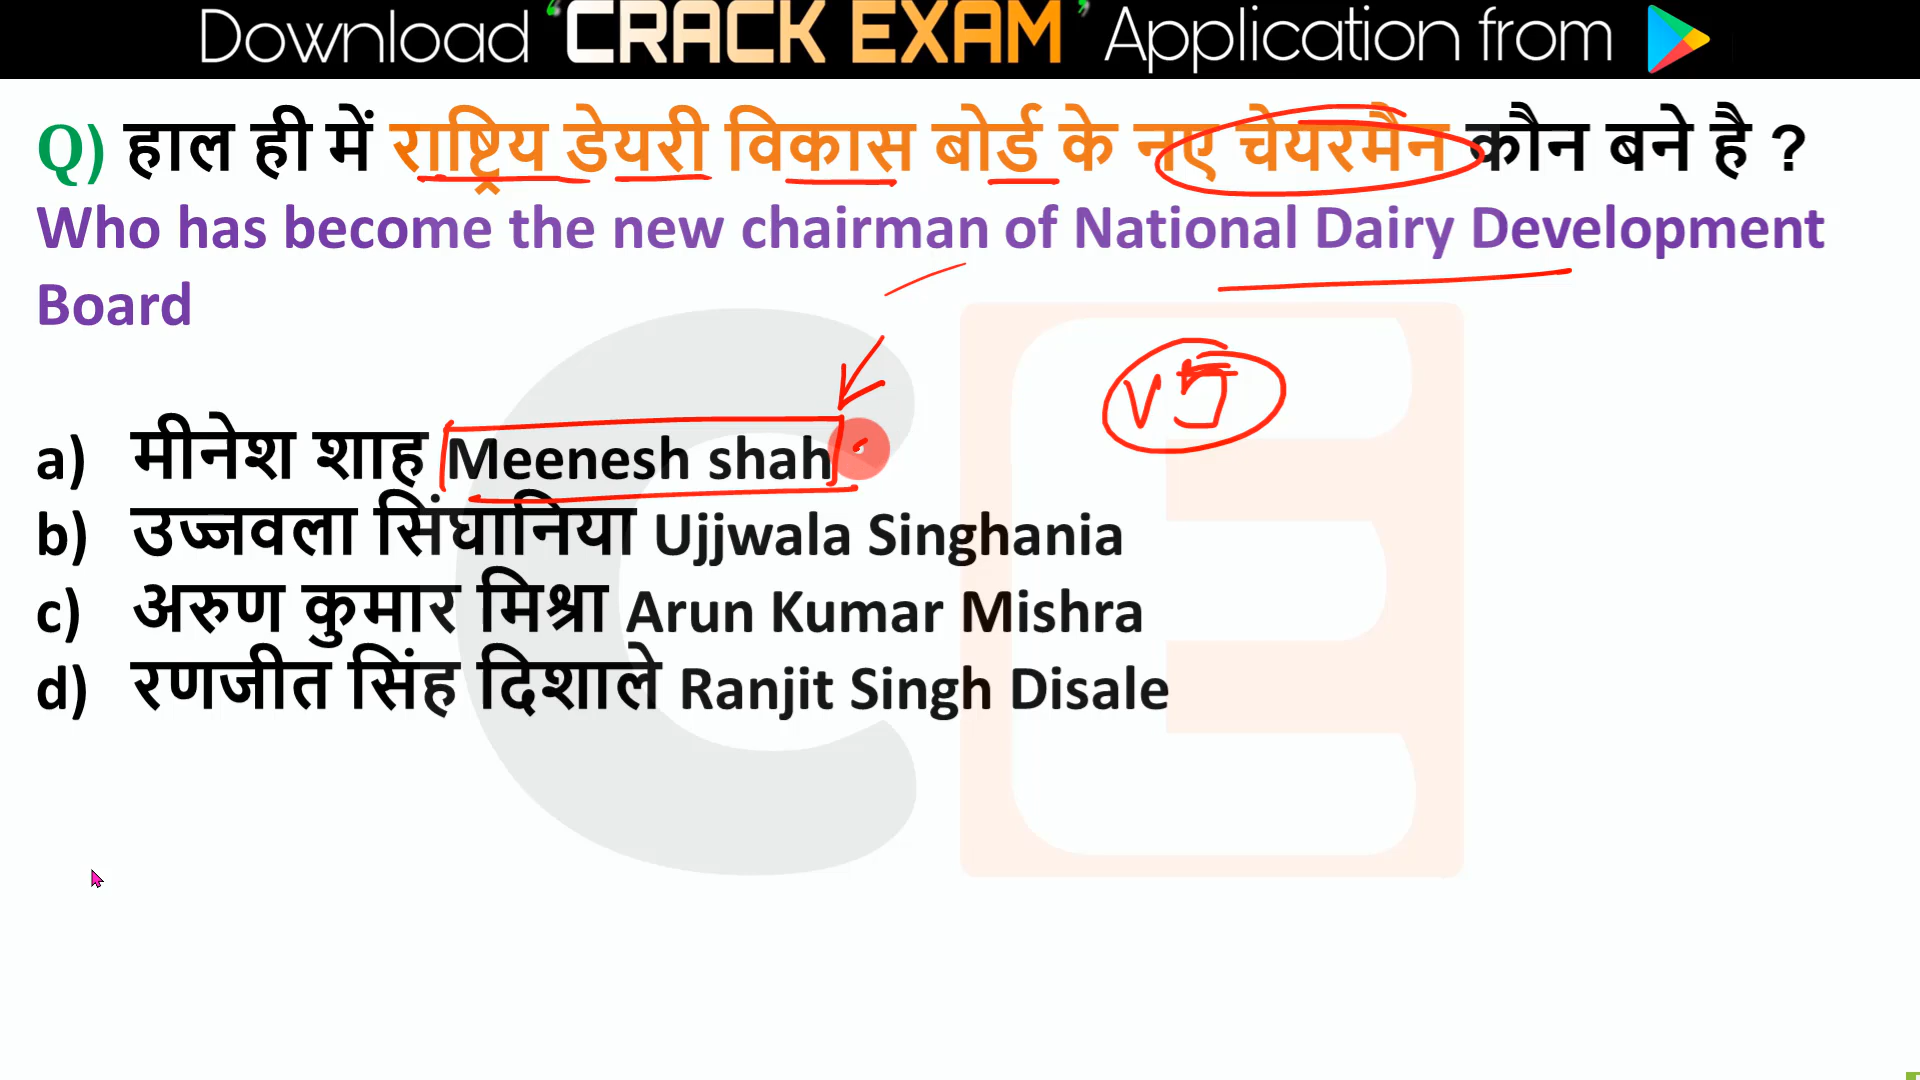 Download ‘CRACK EXAM’ Application from
Q) हाल ही में राष्ट्रिय डेयरी विकास बोर्ड के नए चेयरमैन कौन बने है ?
Who has become the new chairman of National Dairy Development
Board
a) मीनेश शाह Meenesh shah
b) उज्जवला सिंघानिया Ujjwala Singhania
c) अरुण कुमार मिश्रा Arun Kumar Mishra
d) रणजीत सिंह दिशाले Ranjit Singh Disale